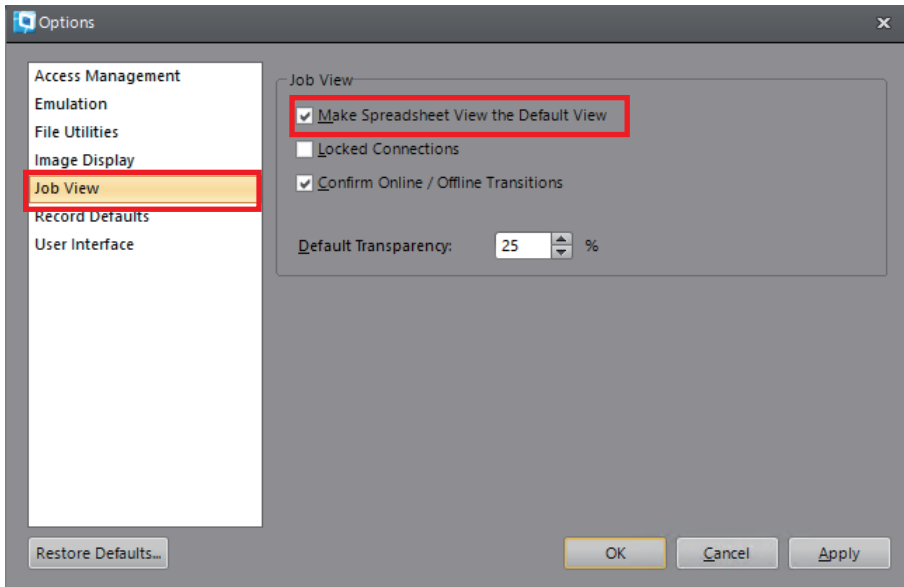 Options
Access Management
Emulation
File Utilities
Image Display
Job View
Record Defaults
User Interface
Job View
Make Spreadsheet View the Default View
Locked Connections
Confirm Online / Offline Transitions
Default Transparency: 25 %
Restore Defaults...
OK Cancel Apply